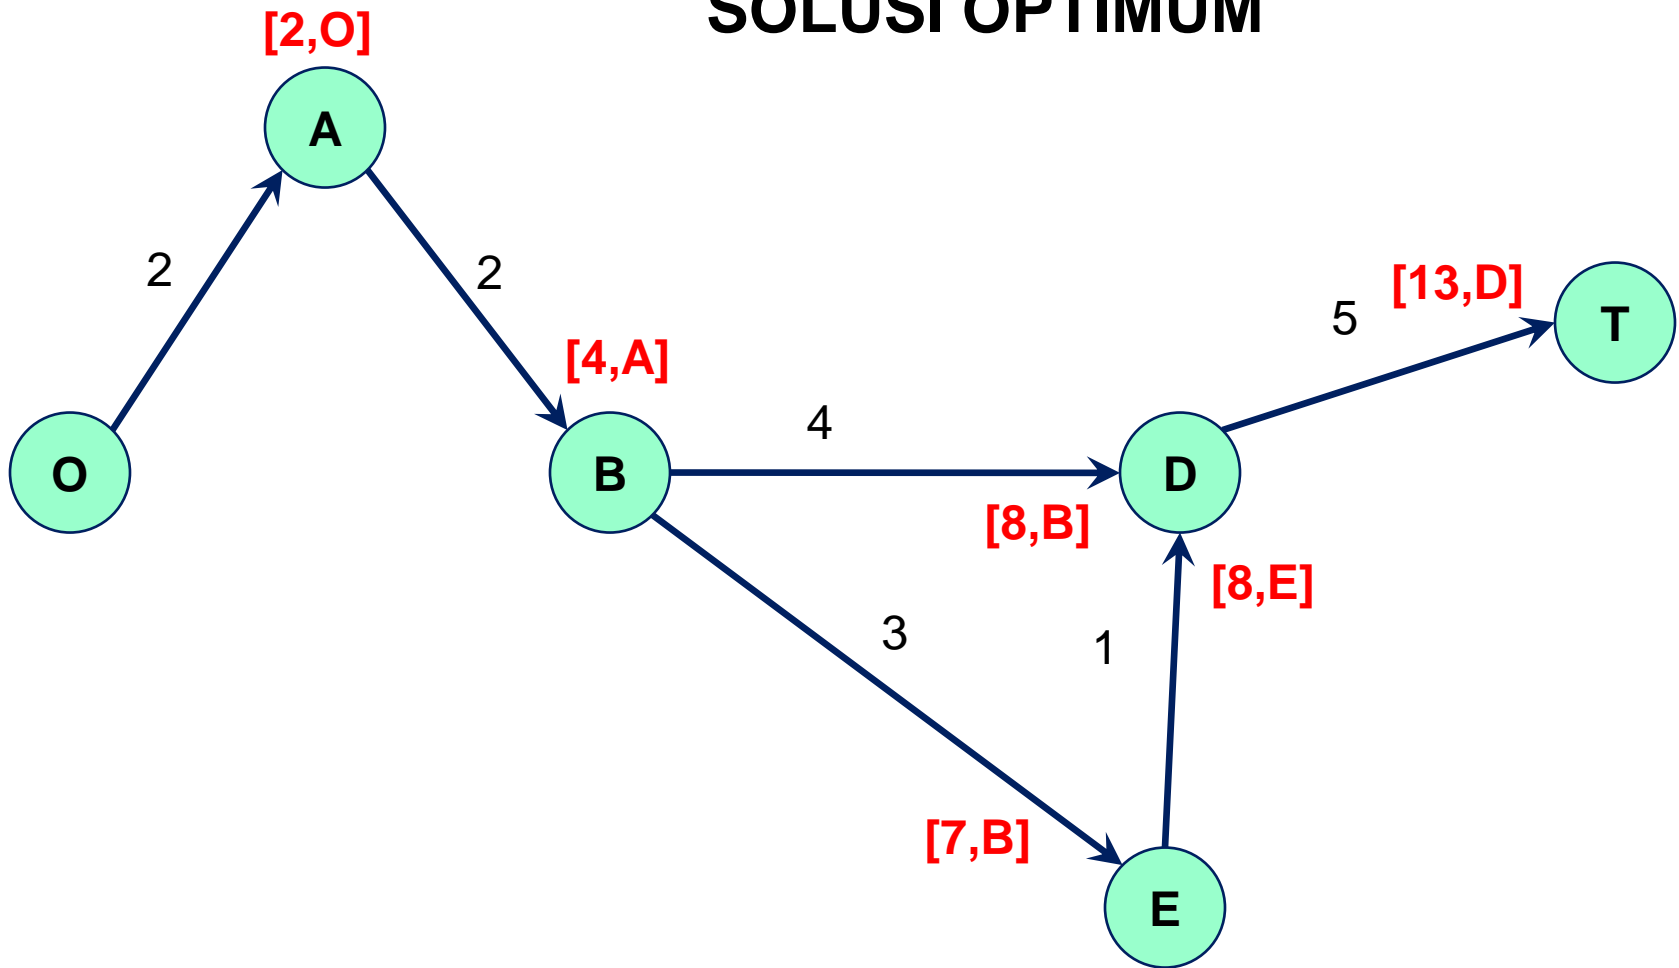 SOLUSI OPTIMUM
[2,O]
A
2
2
[13,D]
5
T
[4,A]
4
O
B
D
[8,B]
[8,E]
3
1
[7,B]
E